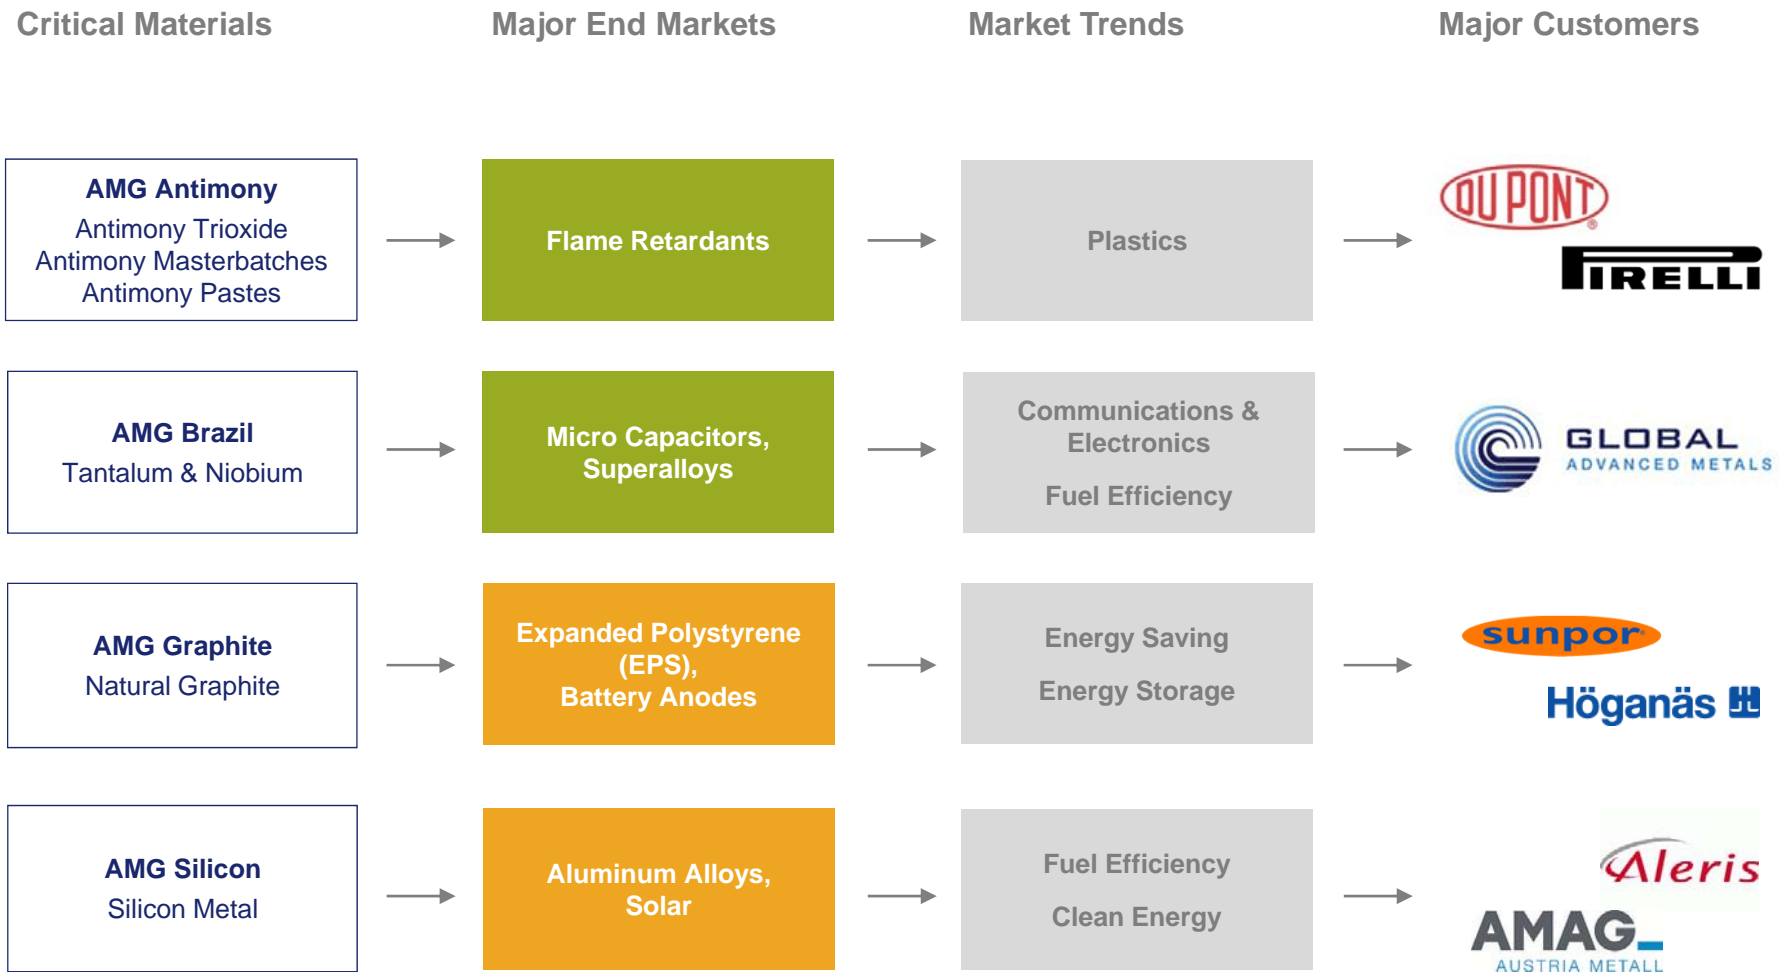 Critical Materials
Major End Markets
Market Trends
Major Customers
AMG Antimony
Antimony Trioxide
Antimony Masterbatches
Antimony Pastes
Flame Retardants
Plastics
DU PONT®
PIRELLI
AMG Brazil
Tantalum & Niobium
Micro Capacitors,
Superalloys
Communications &
Electronics
Fuel Efficiency
GLOBAL
ADVANCED METALS
AMG Graphite
Natural Graphite
Expanded Polystyrene
(EPS),
Battery Anodes
Energy Saving
Energy Storage
sunpor
Höganäs
AMG Silicon
Silicon Metal
Aluminum Alloys,
Solar
Fuel Efficiency
Clean Energy
Aleris
AMAG
AUSTRIA METALL